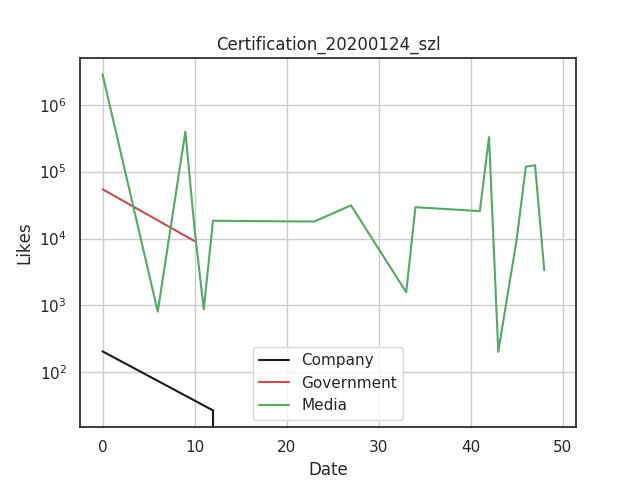 Certification_20200124_szl
Likes
10^6
10^5
10^4
10^3
10^2
Company
Government
Media
0 10 20 30 40 50
Date